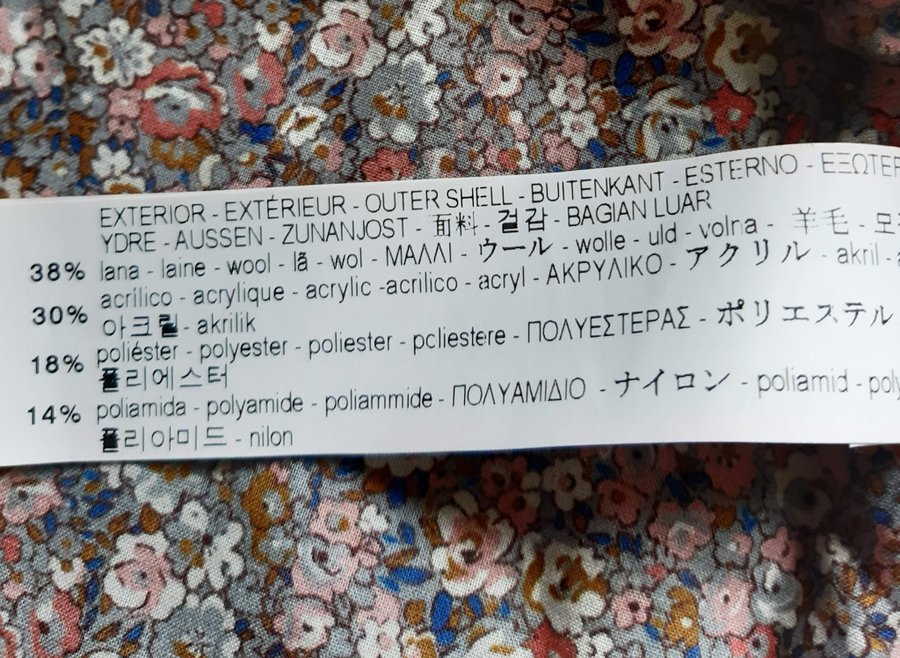 EXTERIOR - EXTÉRIEUR - OUTER SHELL - BUITENKANT - ESTERNO - ΕΞΩΤΕΡ
YDRE - AUSSEN - ZUNANJOST - 面料 - 겉감 - BAGIAN LUAR
38% lana - laine - wool - lã - wol - ΜΑΛΛΙ - ウール - wolle - uld - volna - 羊毛 - 모
30% acrílico - acrylique - acrylic -acrilico - acryl - ΑΚΡΥΛΙΚΟ - アクリル - akril -
아크릴 - akrilik
18% poliéster - polyester - poliester - pcliestere - ΠΟΛΥΕΣΤΕΡΑΣ - ポリエステル
폴리에스터
14% poliamida - polyamide - poliammide - ΠΟΛΥΑΜΙΔΙΟ - ナイロン - poliamid - poly
폴리아미드 - nilon